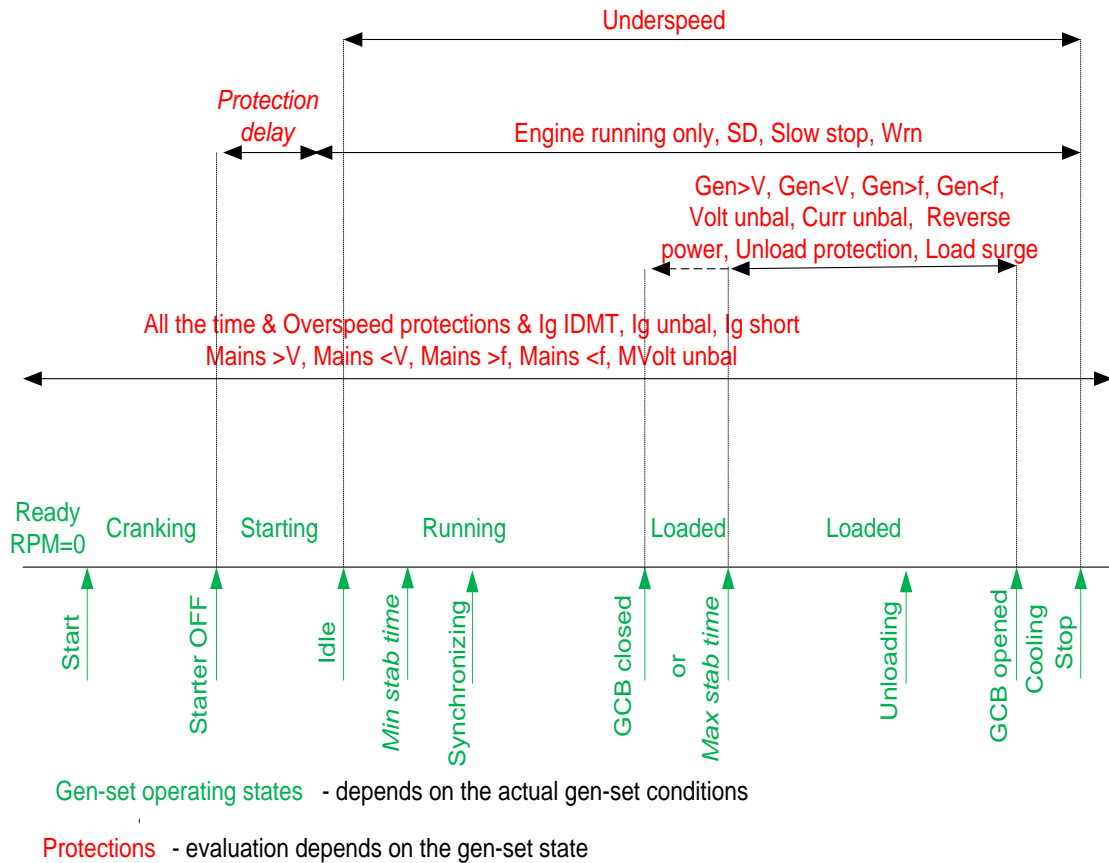 Underspeed
Protection
delay
Engine running only, SD, Slow stop, Wrn
Gen>V, Gen<V, Gen>f, Gen<f,
Volt unbal, Curr unbal, Reverse
power, Unload protection, Load surge
All the time & Overspeed protections & Ig IDMT, Ig unbal, Ig short
Mains >V, Mains <V, Mains >f, Mains <f, MVolt unbal
Ready
RPM=0
Cranking
Starting
Running
Loaded
Loaded
Start
Starter OFF
Idle
Min stab time
Synchronizing
GCB closed
or
Max stab time
Unloading
GCB opened
Cooling
Stop
Gen-set operating states - depends on the actual gen-set conditions
Protections - evaluation depends on the gen-set state